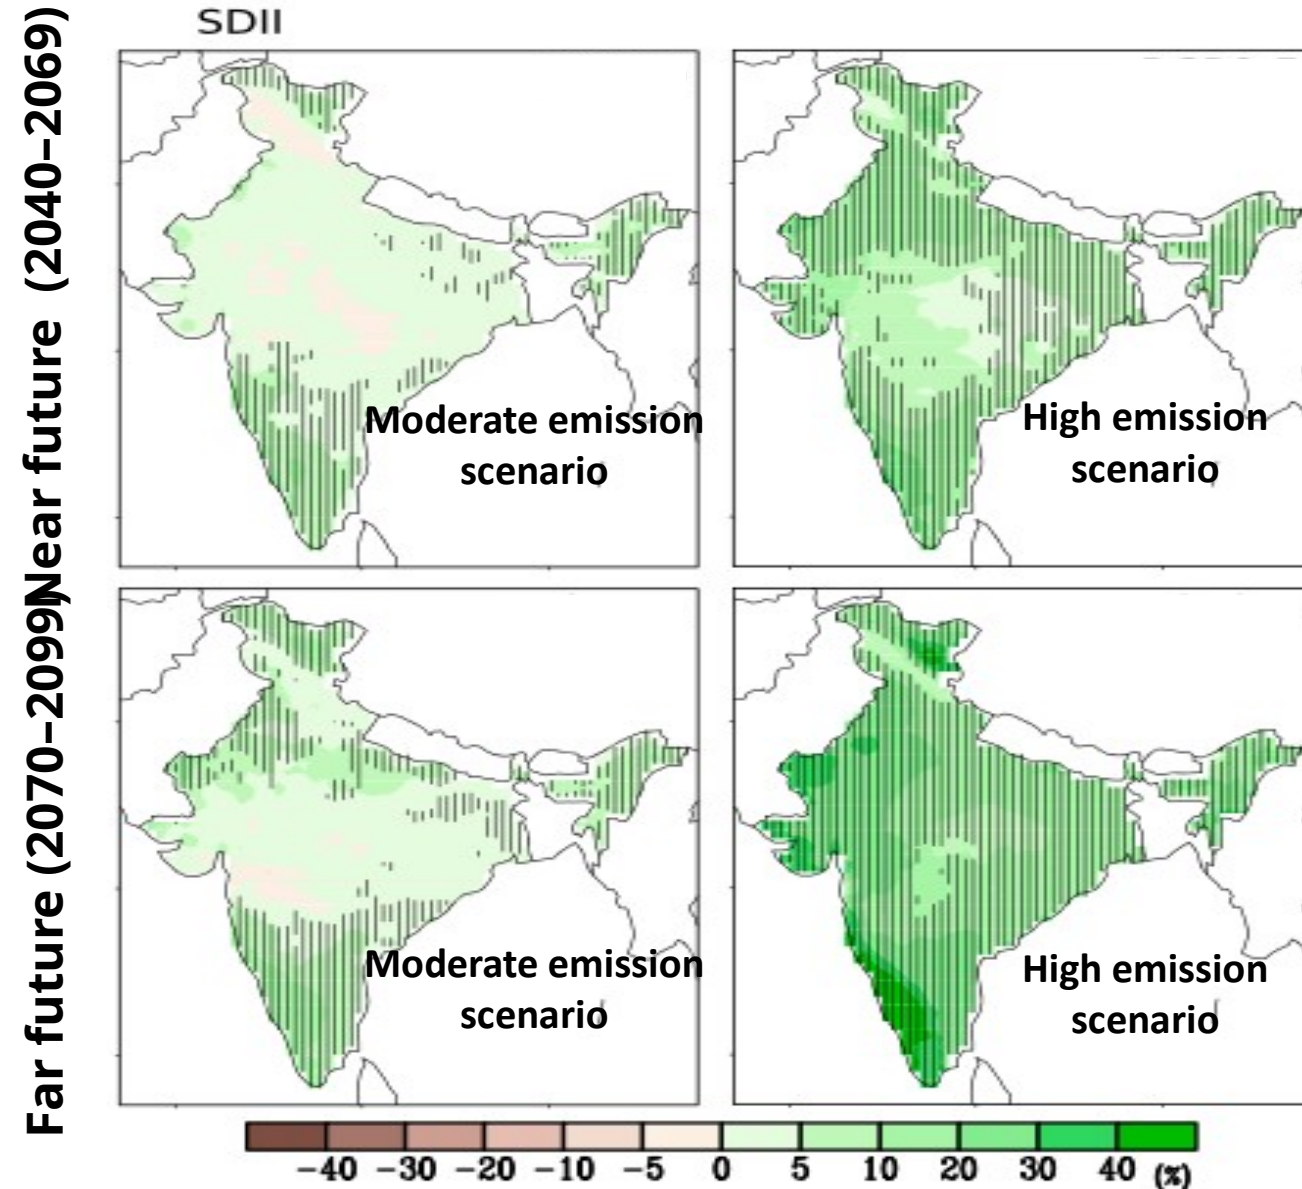 SDII
Near future (2040–2069)
Moderate emission
scenario
High emission
scenario
Far future (2070–2099)
Moderate emission
scenario
High emission
scenario
−40 −30 −20 −10 −5 0 5 10 20 30 40 (%)